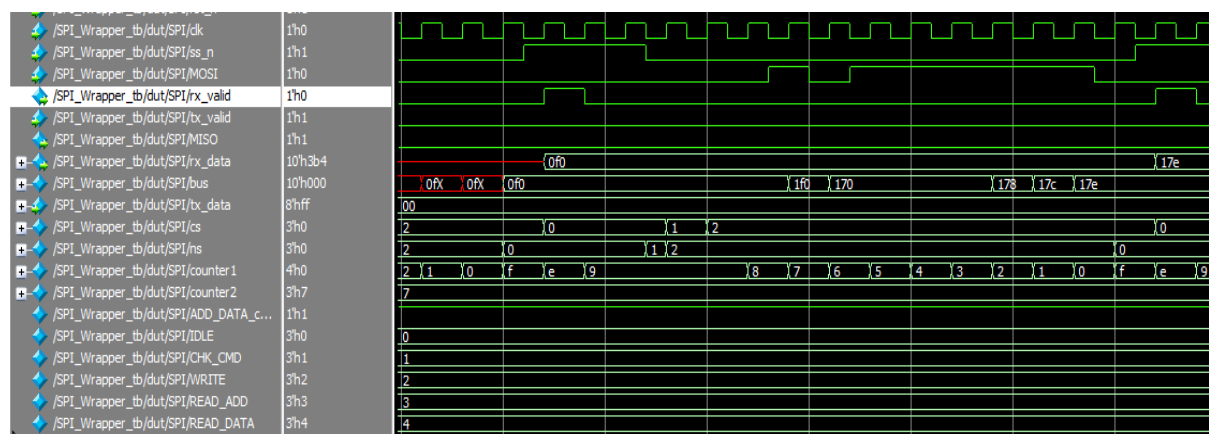 /SPI_Wrapper_tb/dut/SPI/clk 1'h0
/SPI_Wrapper_tb/dut/SPI/ss_n 1'h1
/SPI_Wrapper_tb/dut/SPI/MOSI 1'h0
/SPI_Wrapper_tb/dut/SPI/rx_valid 1'h0
/SPI_Wrapper_tb/dut/SPI/tx_valid 1'h1
/SPI_Wrapper_tb/dut/SPI/MISO 1'h1
/SPI_Wrapper_tb/dut/SPI/rx_data 10'h3b4 0f0 17e
/SPI_Wrapper_tb/dut/SPI/bus 10'h000 0fX 0fX 0f0 1f0 170 178 17c 17e
/SPI_Wrapper_tb/dut/SPI/tx_data 8'hff 00
/SPI_Wrapper_tb/dut/SPI/cs 3'h0 2 0 1 2 0
/SPI_Wrapper_tb/dut/SPI/ns 3'h0 2 0 1 2 0
/SPI_Wrapper_tb/dut/SPI/counter1 4'h0 2 1 0 f e 9 8 7 6 5 4 3 2 1 0 f e 9
/SPI_Wrapper_tb/dut/SPI/counter2 3'h7 7
/SPI_Wrapper_tb/dut/SPI/ADD_DATA_c... 1'h1
/SPI_Wrapper_tb/dut/SPI/IDLE 3'h0 0
/SPI_Wrapper_tb/dut/SPI/CHK_CMD 3'h1 1
/SPI_Wrapper_tb/dut/SPI/WRITE 3'h2 2
/SPI_Wrapper_tb/dut/SPI/READ_ADD 3'h3 3
/SPI_Wrapper_tb/dut/SPI/READ_DATA 3'h4 4